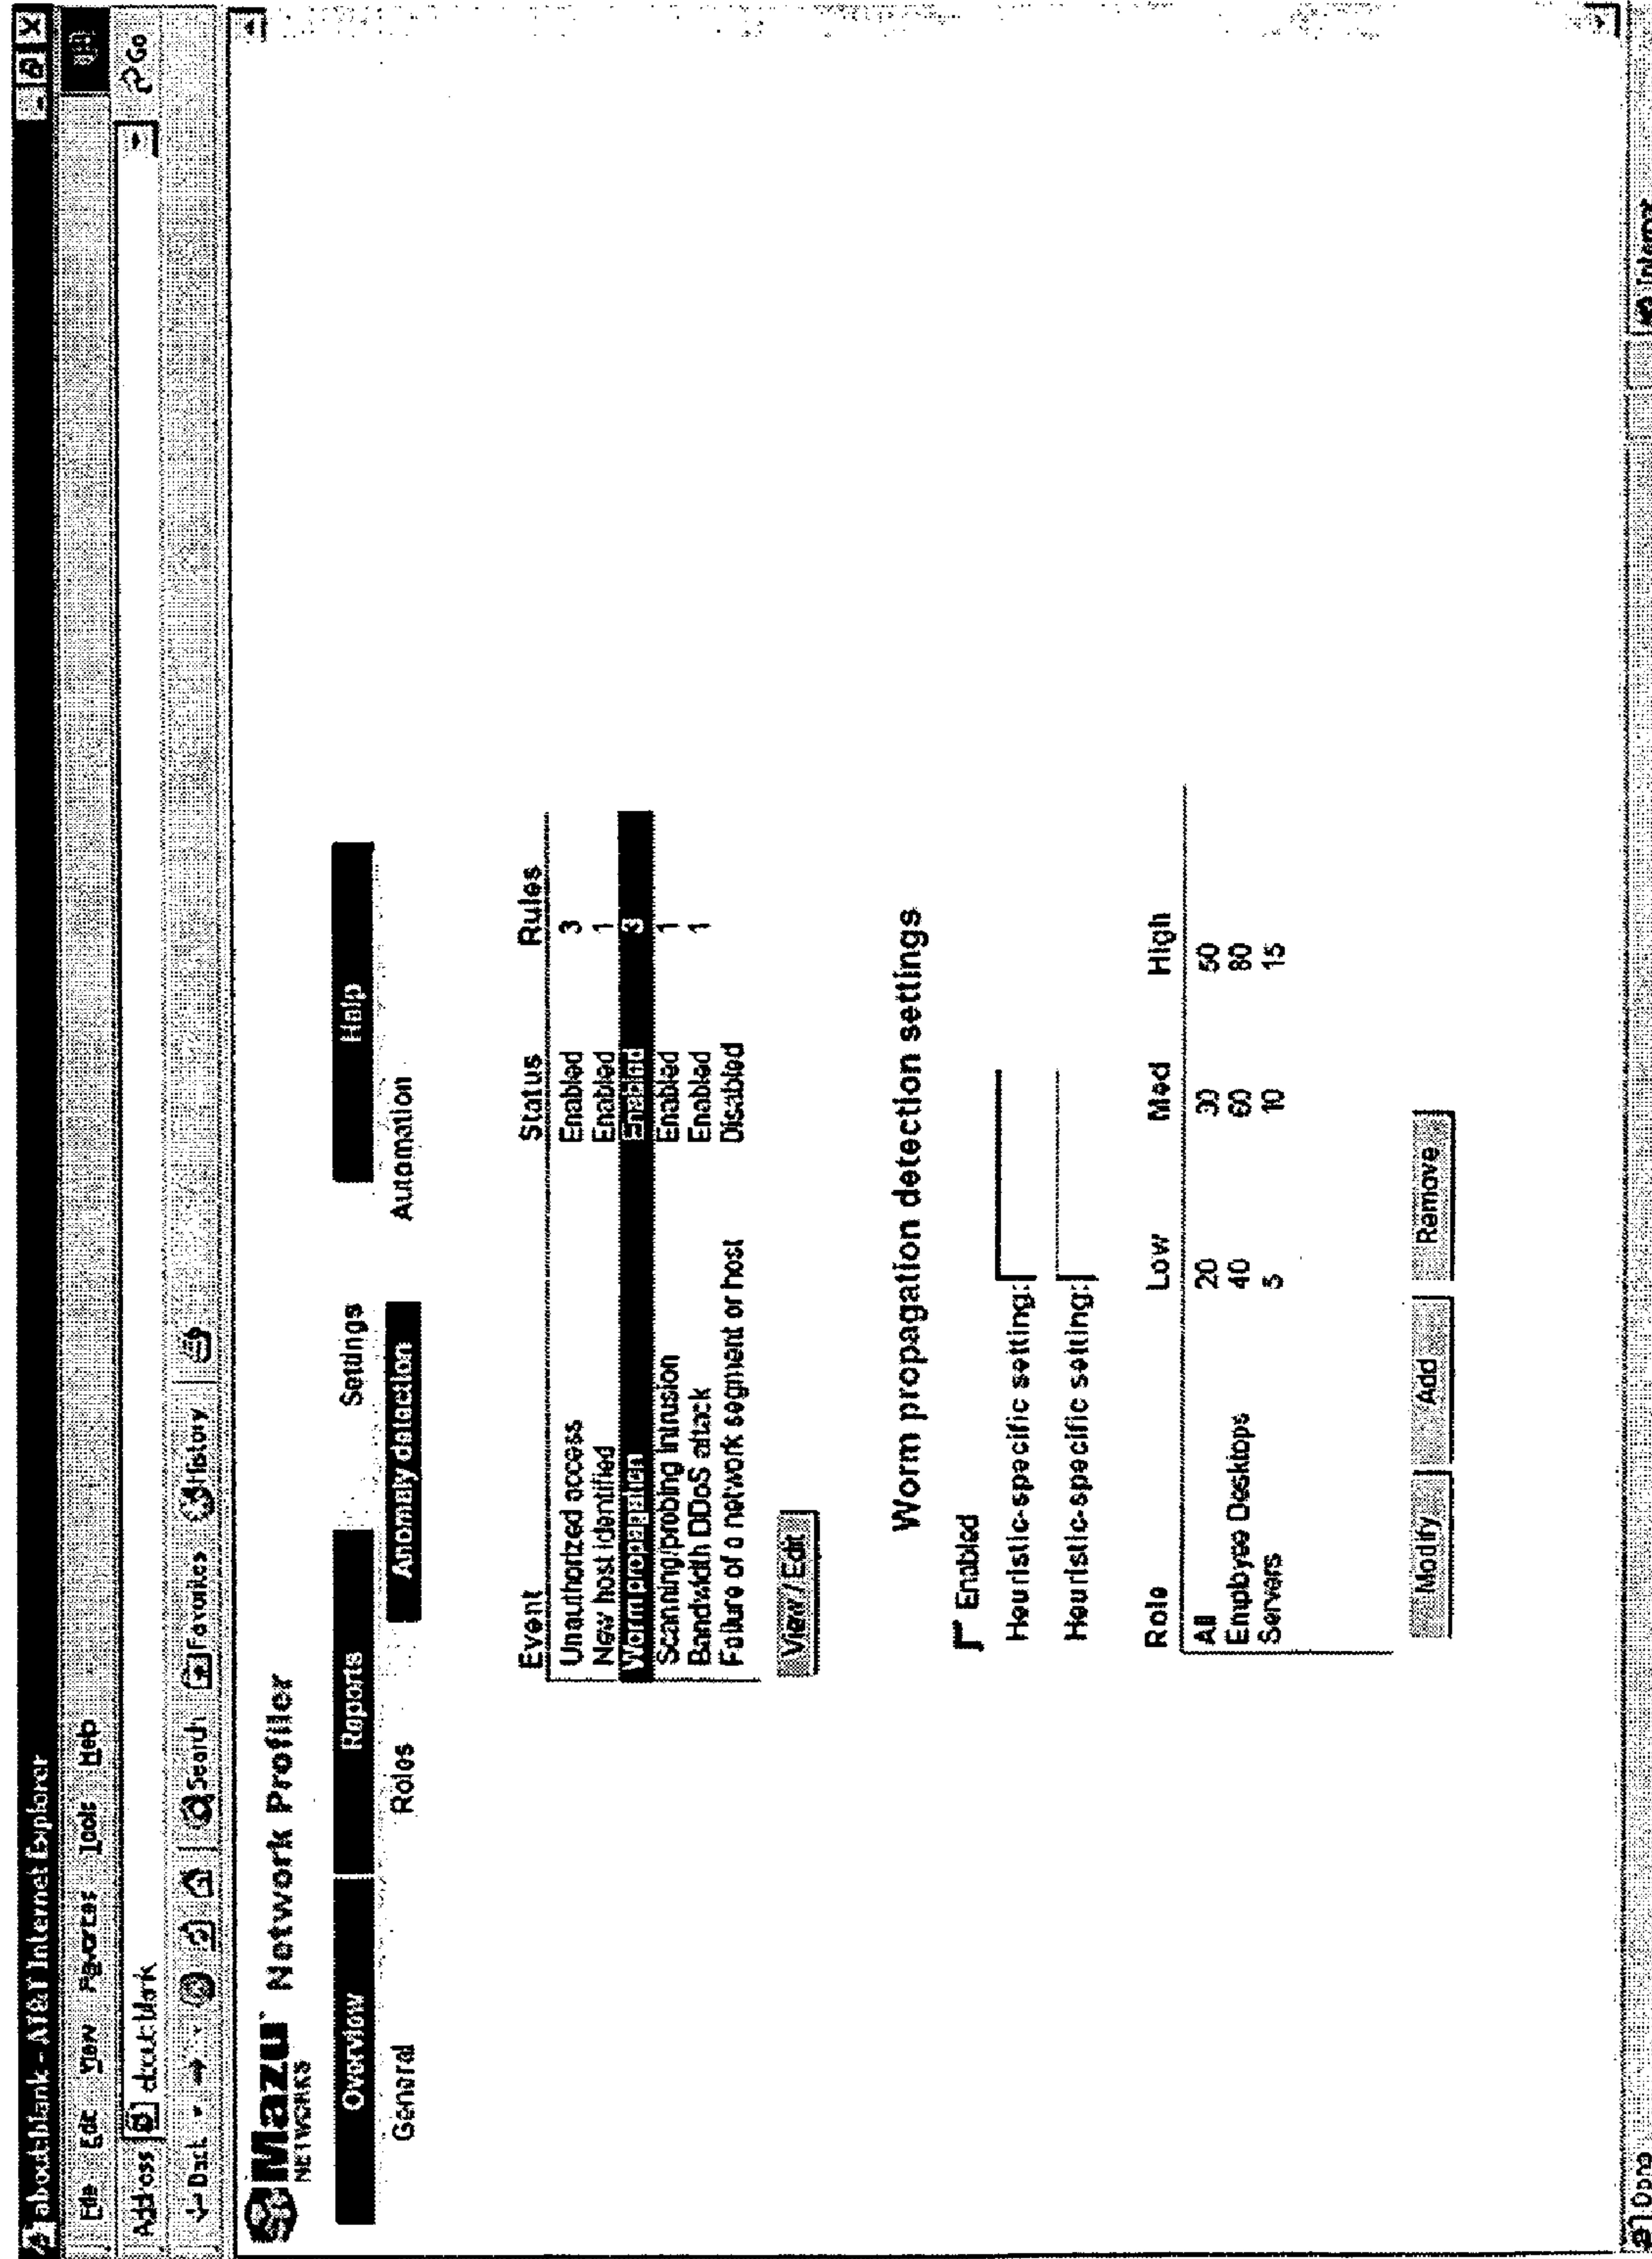 about:blank - AT&T Internet Explorer
File Edit View Favorites Tools Help
Address about:blank Go
Back Search Favorites History
Mazu Network Profiler
NETWORKS
Overview Reports Settings Help
General Roles Anomaly detection Automation
Event Status Rules
Unauthorized access Enabled 3
New host identified Enabled 1
Worm propagation Enabled 3
Scanning/probing intrusion Enabled 1
Bandwidth DDoS attack Enabled 1
Failure of a network segment or host Disabled
View / Edit
Worm propagation detection settings
Enabled
Heuristic-specific setting:
Heuristic-specific setting:
Role Low Med High
All 20 30 50
Employee Desktops 40 60 80
Servers 5 10 15
Modify Add Remove
Done Internet